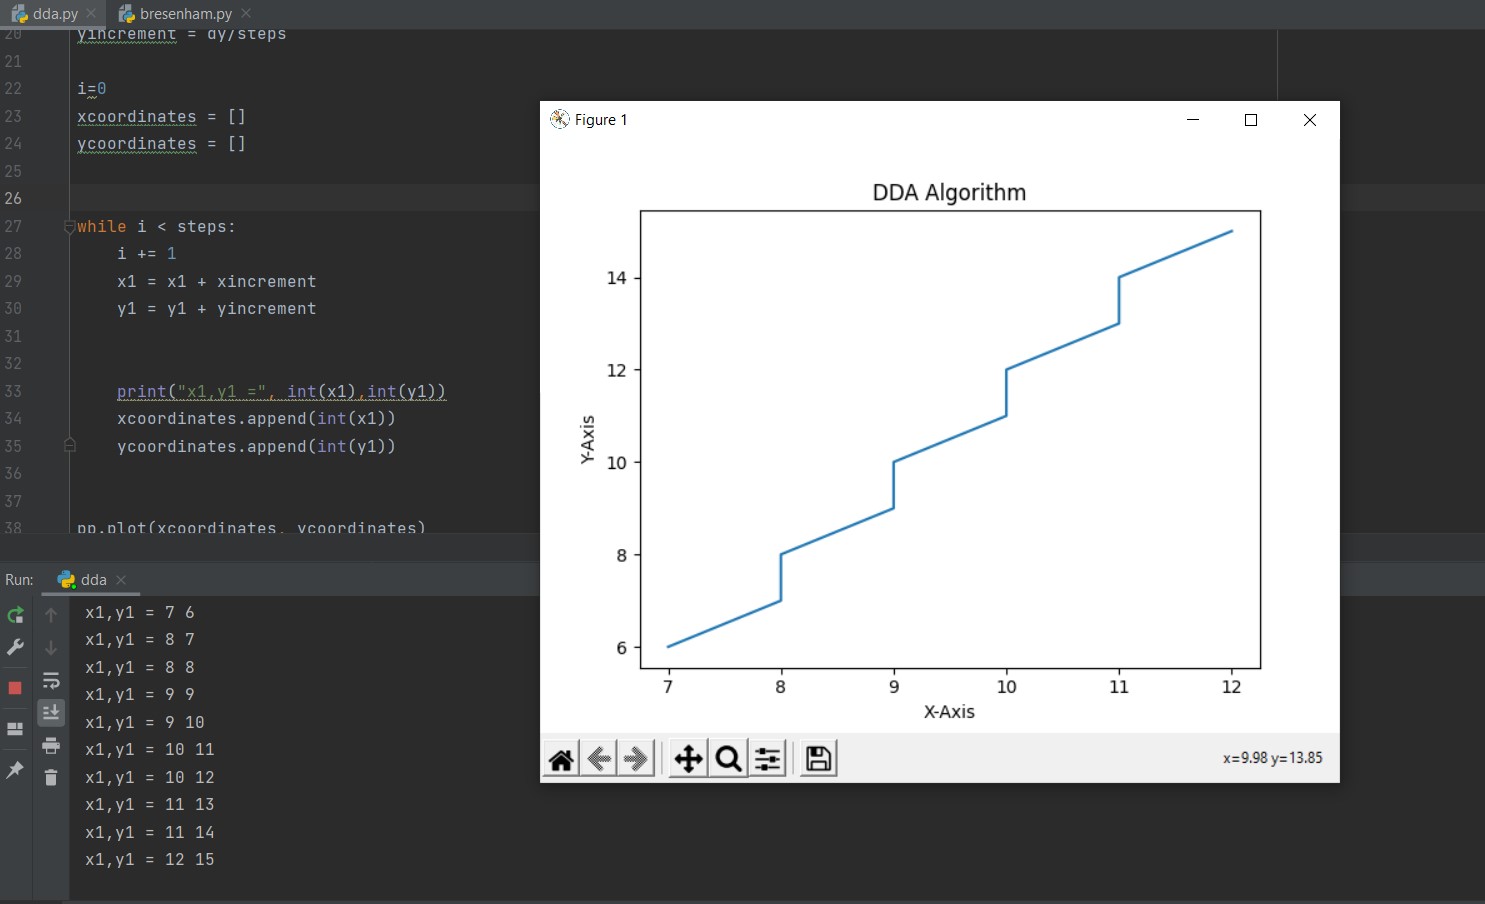 dda.py
bresenham.py
20 yincrement = dy/steps
21
22 i=0
23 xcoordinates = []
24 ycoordinates = []
25
26
27 while i < steps:
28 i += 1
29 x1 = x1 + xincrement
30 y1 = y1 + yincrement
31
32
33 print("x1,y1 =", int(x1),int(y1))
34 xcoordinates.append(int(x1))
35 ycoordinates.append(int(y1))
36
37
38 pp.plot(xcoordinates, ycoordinates)
Figure 1
DDA Algorithm
14
12
10
8
6
Y-Axis
7 8 9 10 11 12
X-Axis
x=9.98 y=13.85
Run: dda
x1,y1 = 7 6
x1,y1 = 8 7
x1,y1 = 8 8
x1,y1 = 9 9
x1,y1 = 9 10
x1,y1 = 10 11
x1,y1 = 10 12
x1,y1 = 11 13
x1,y1 = 11 14
x1,y1 = 12 15